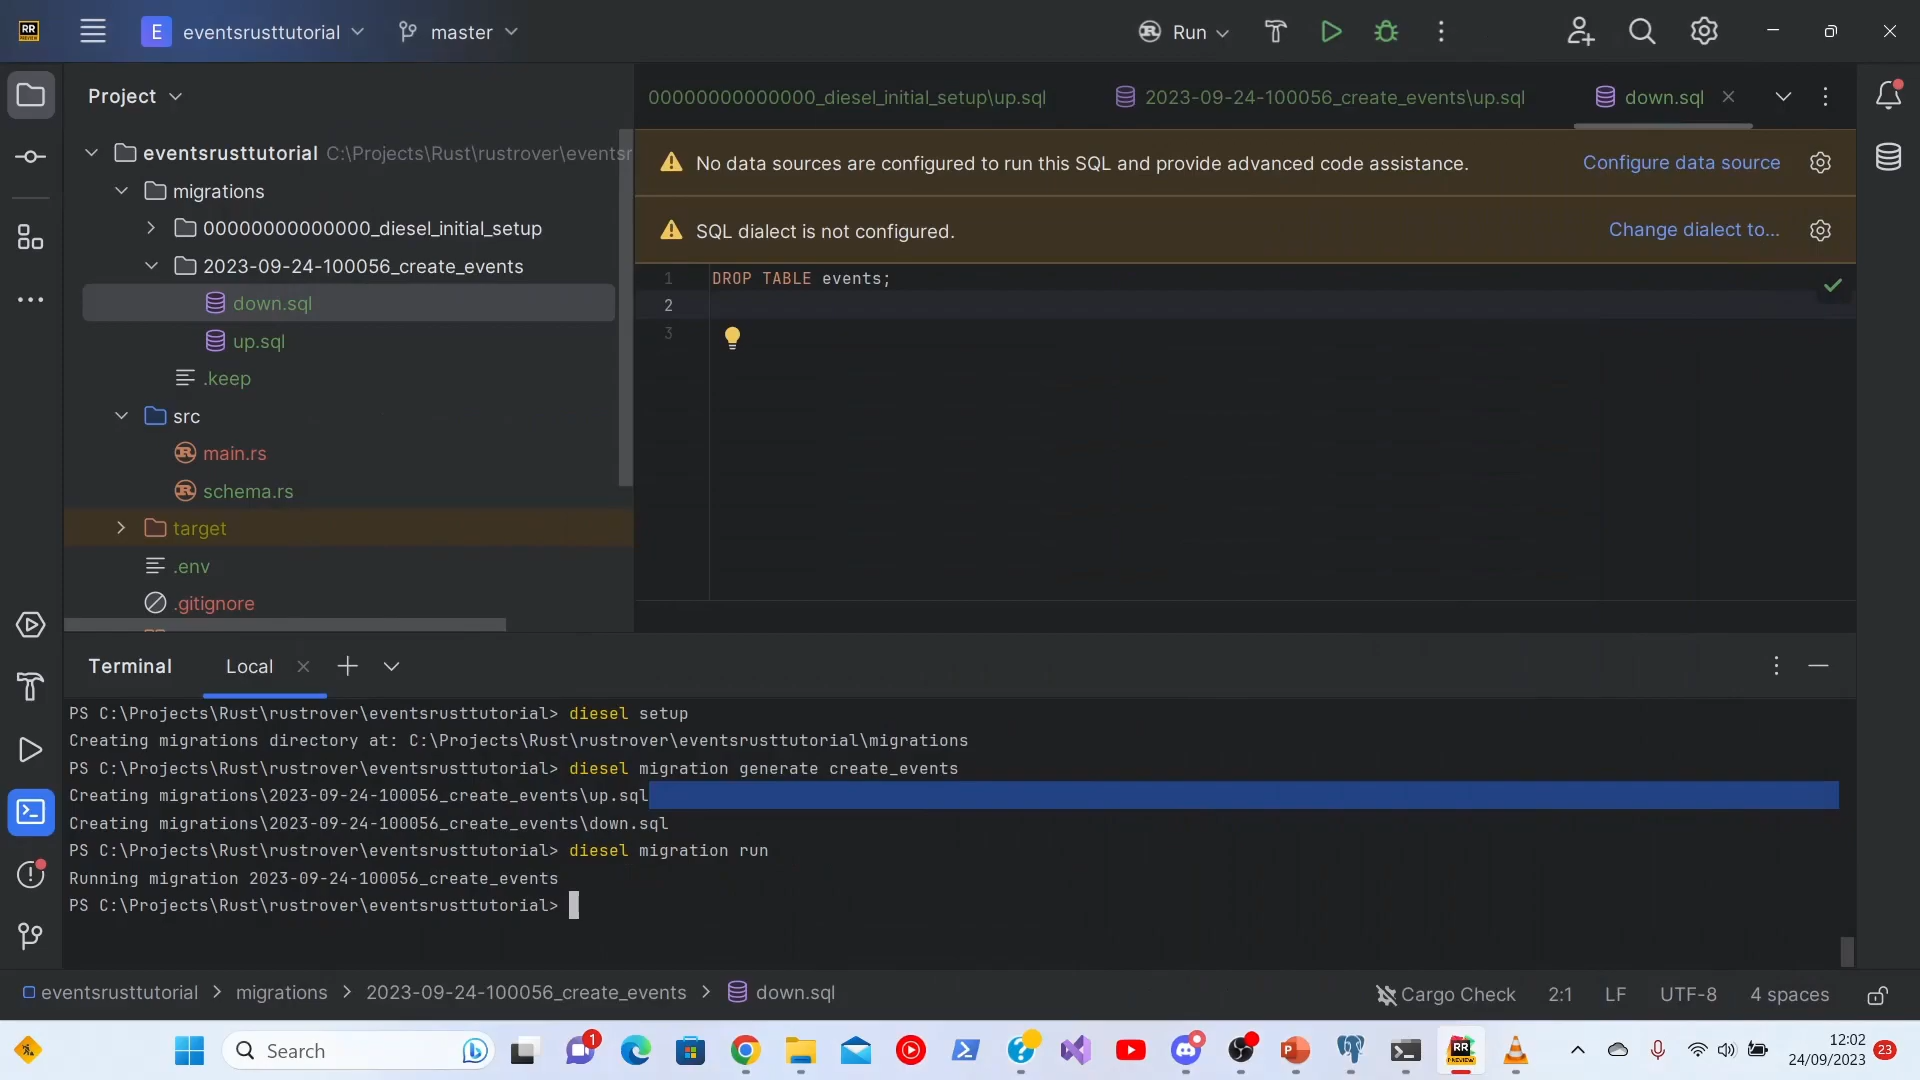 RR
E eventsrusttutorial master Run
Project
00000000000000_diesel_initial_setup\up.sql 2023-09-24-100056_create_events\up.sql down.sql
eventsrusttutorial C:\Projects\Rust\rustrover\eventsr
No data sources are configured to run this SQL and provide advanced code assistance. Configure data source
migrations
00000000000000_diesel_initial_setup
SQL dialect is not configured. Change dialect to...
2023-09-24-100056_create_events
1 DROP TABLE events;
down.sql
2
up.sql
3
.keep
src
main.rs
schema.rs
target
.env
.gitignore
Terminal Local
PS C:\Projects\Rust\rustrover\eventsrusttutorial> diesel setup
Creating migrations directory at: C:\Projects\Rust\rustrover\eventsrusttutorial\migrations
PS C:\Projects\Rust\rustrover\eventsrusttutorial> diesel migration generate create_events
Creating migrations\2023-09-24-100056_create_events\up.sql
Creating migrations\2023-09-24-100056_create_events\down.sql
PS C:\Projects\Rust\rustrover\eventsrusttutorial> diesel migration run
Running migration 2023-09-24-100056_create_events
PS C:\Projects\Rust\rustrover\eventsrusttutorial>
eventsrusttutorial > migrations > 2023-09-24-100056_create_events > down.sql Cargo Check 2:1 LF UTF-8 4 spaces
Search 1 RR PREVIEW 12:02
24/09/2023 23